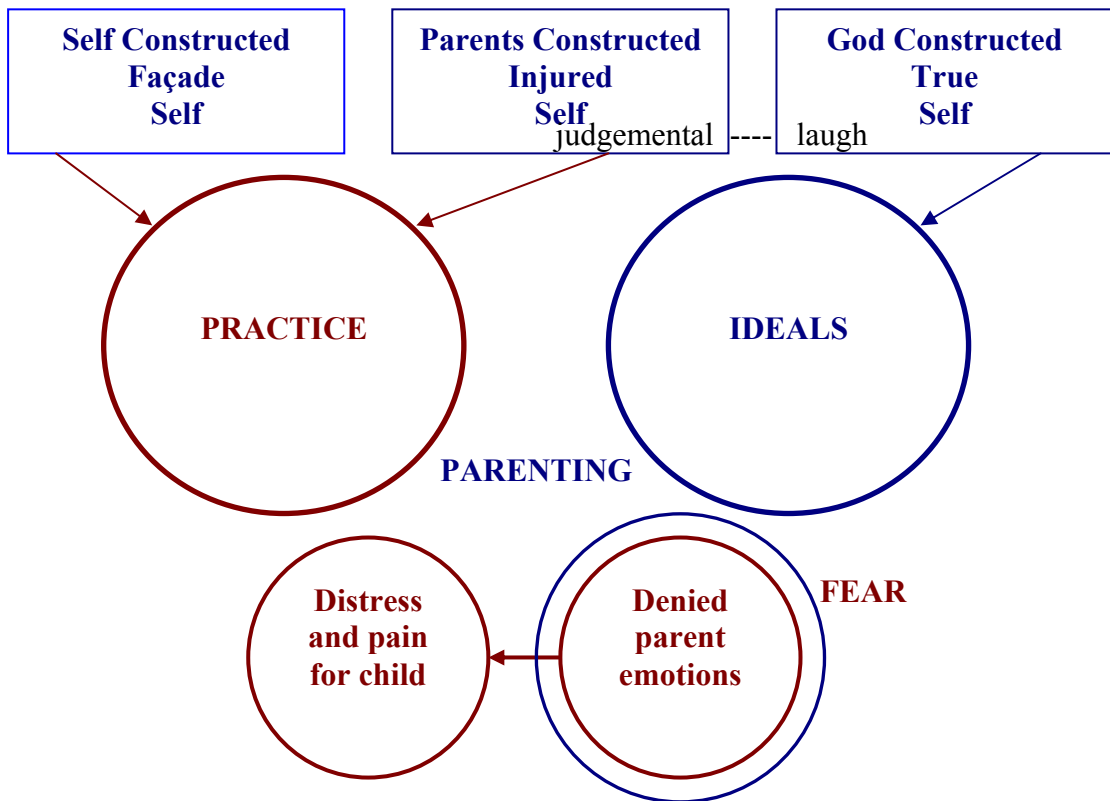 Self Constructed
Façade
Self
Parents Constructed
Injured
Self
God Constructed
True
Self
judgemental ---- laugh
PRACTICE
IDEALS
PARENTING
Distress
and pain
for child
Denied
parent
emotions
FEAR